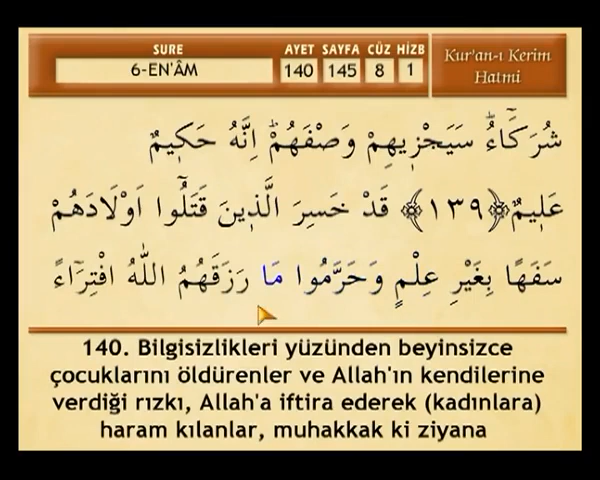 SURE AYET SAYFA CÜZ HİZB
6-EN'ÂM 140 145 8 1
Kur'an-ı Kerim
Hatmi
شُرَكَٓاءُۜ سَيَجْزٖيهِمْ وَصْفَهُمْۜ اِنَّهُ حَكٖيمٌ
عَلٖيمٌ ﴿١٣٩﴾ قَدْ خَسِرَ الَّذٖينَ قَتَلُٓوا اَوْلَادَهُمْ
سَفَهًا بِغَيْرِ عِلْمٍ وَحَرَّمُوا مَا رَزَقَهُمُ اللّٰهُ افْتِرَٓاءً
140. Bilgisizlikleri yüzünden beyinsizce
çocuklarını öldürenler ve Allah'ın kendilerine
verdiği rızkı, Allah'a iftira ederek (kadınlara)
haram kılanlar, muhakkak ki ziyana